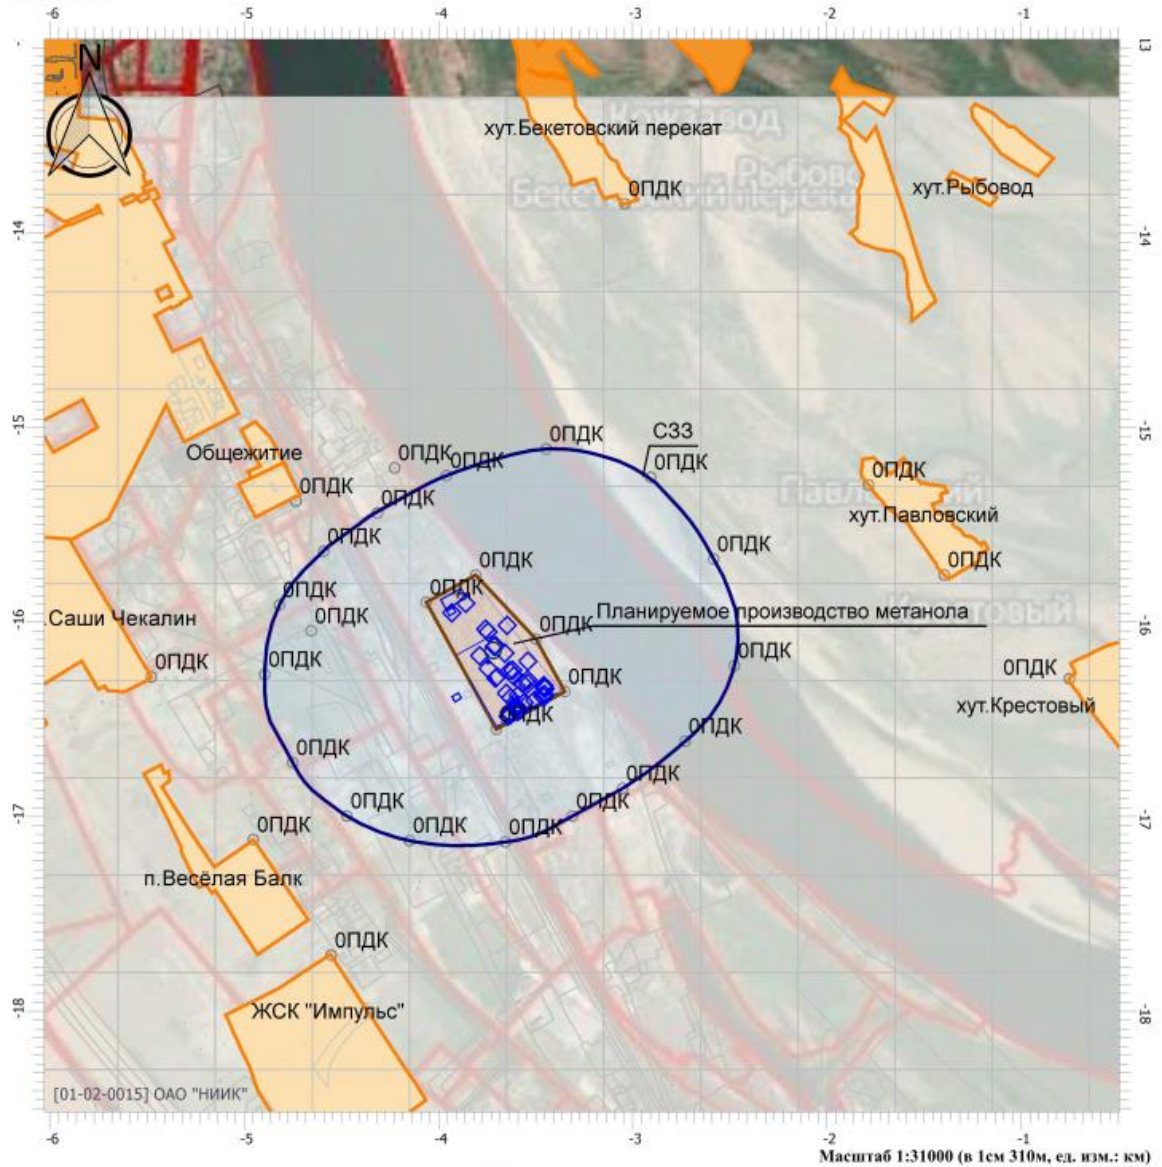 -6 -5 -4 -3 -2 -1
13
N
Кожзавод
хут.Бекетовский перекат
Рыбово
хут.Рыбовод
0ПДК
-14 -14
-15 -15
0ПДК
СЗЗ
Общежитие
0ПДК 0ПДК
0ПДК
0ПДК
0ПДК
хут.Павловский
0ПДК
0ПДК
0ПДК
0ПДК
0ПДК
0ПДК
0ПДК
0ПДК
Планируемое производство метанола
.Саши Чекалин
0ПДК
0ПДК
-16 -16
0ПДК
0ПДК
0ПДК
0ПДК
0ПДК
хут.Крестовый
0ПДК
0ПДК
0ПДК
0ПДК
0ПДК
0ПДК
-17 -17
0ПДК
0ПДК
0ПДК
п.Весёлая Балк
0ПДК
-18 -18
ЖСК "Импульс"
[01-02-0015] ОАО "НИИК"
-6 -5 -4 -3 -2 -1
Масштаб 1:31000 (в 1см 310м, ед. изм.: км)